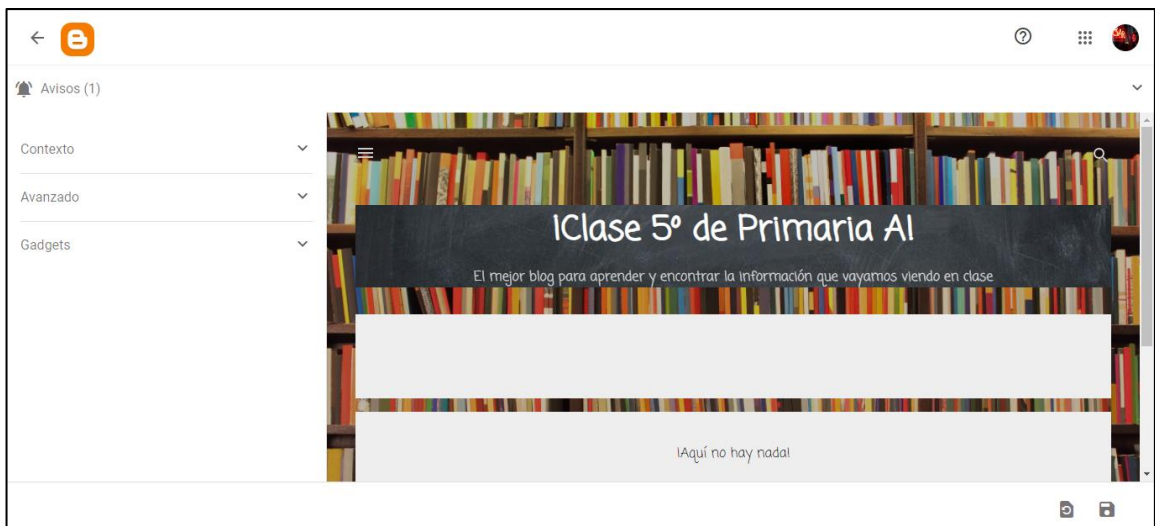 Avisos (1)
Contexto
Avanzado
Gadgets
¡Clase 5º de Primaria A!
El mejor blog para aprender y encontrar la información que vayamos viendo en clase
¡Aquí no hay nada!